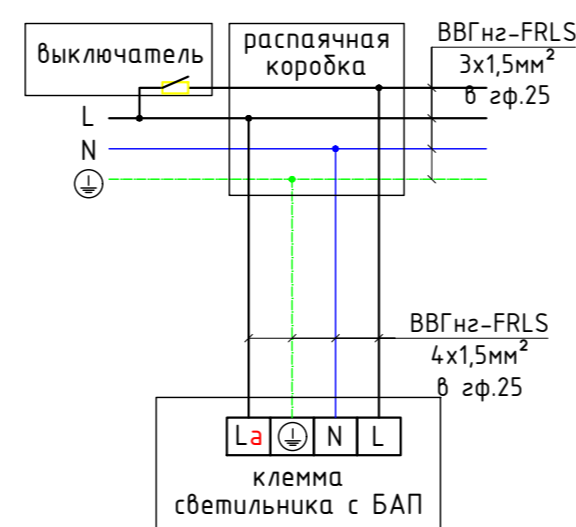 выключатель
распаячная
коробка
ВВГнг-FRLS
3х1,5мм²
в гф.25
L
N
ВВГнг-FRLS
4х1,5мм²
в гф.25
La N L
клемма
светильника с БАП